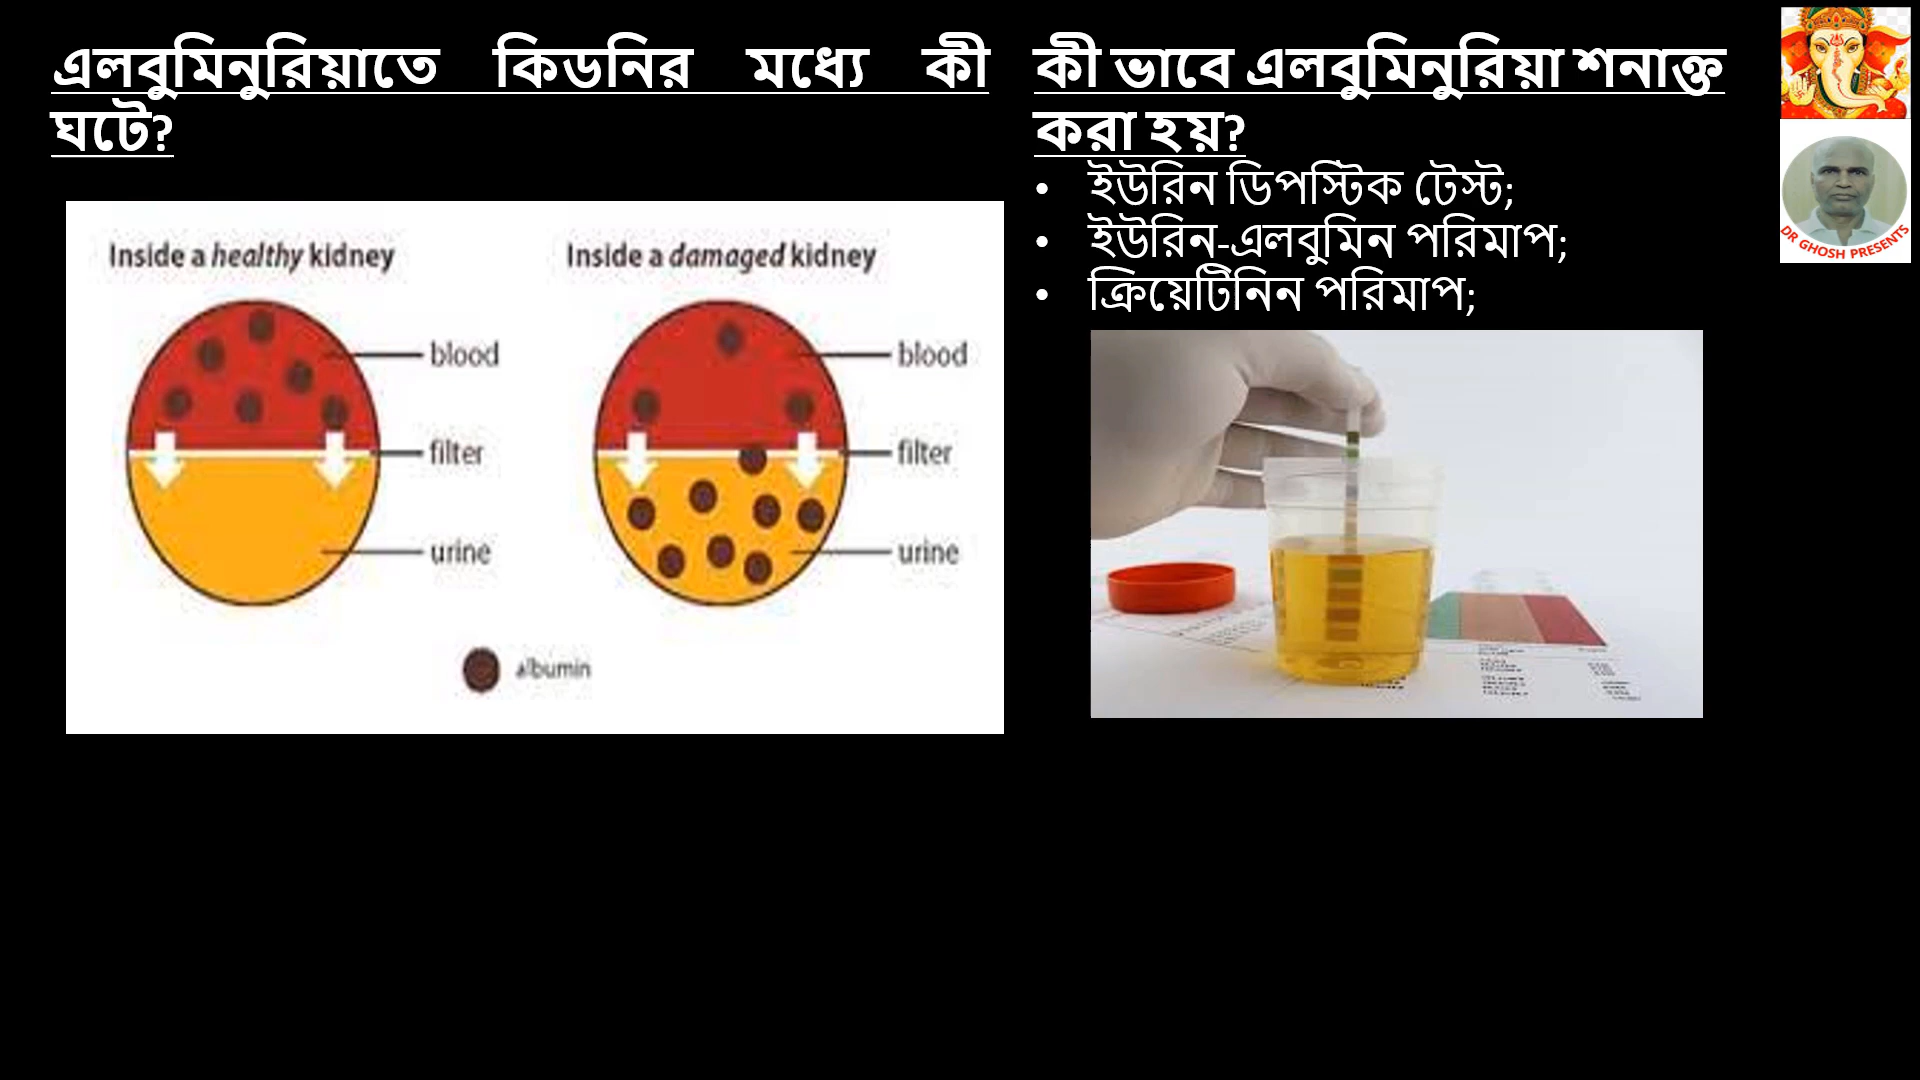 এলবুমিনুরিয়াতে কিডনির মধ্যে কী
ঘটে?
Inside a healthy kidney
blood
filter
urine
Inside a damaged kidney
blood
filter
urine
albumin
কী ভাবে এলবুমিনুরিয়া শনাক্ত
করা হয়?
• ইউরিন ডিপস্টিক টেস্ট;
• ইউরিন-এলবুমিন পরিমাপ;
• ক্রিয়েটিনিন পরিমাপ;
DR GHOSH PRESENTS